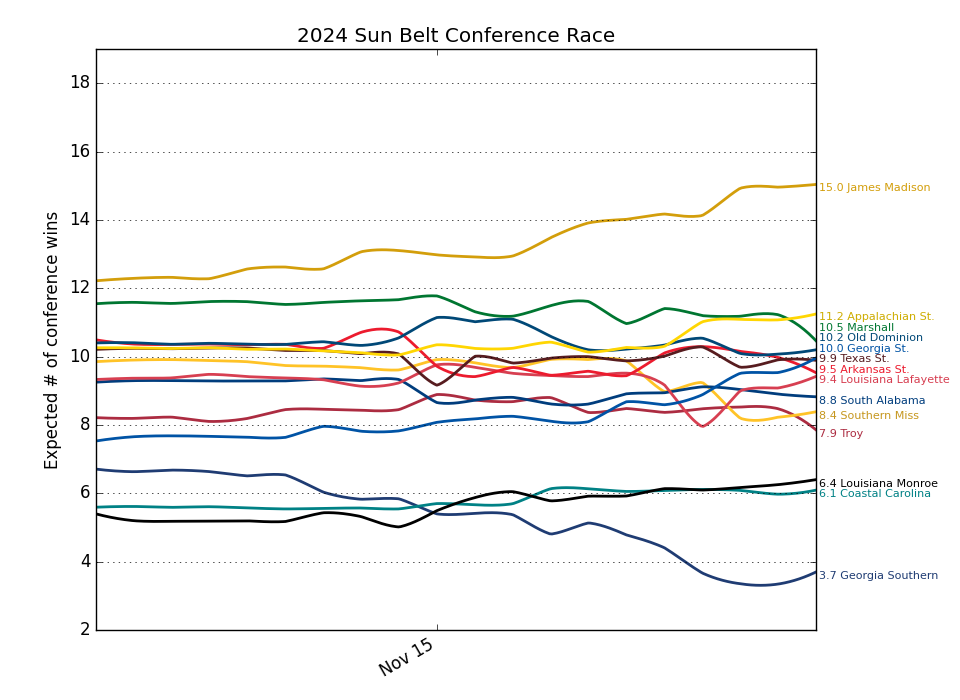 2024 Sun Belt Conference Race
Expected # of conference wins
18
16
14
12
10
8
6
4
2
Nov 15
15.0 James Madison
11.2 Appalachian St.
10.5 Marshall
10.2 Old Dominion
10.0 Georgia St.
9.9 Texas St.
9.5 Arkansas St.
9.4 Louisiana Lafayette
8.8 South Alabama
8.4 Southern Miss
7.9 Troy
6.4 Louisiana Monroe
6.1 Coastal Carolina
3.7 Georgia Southern